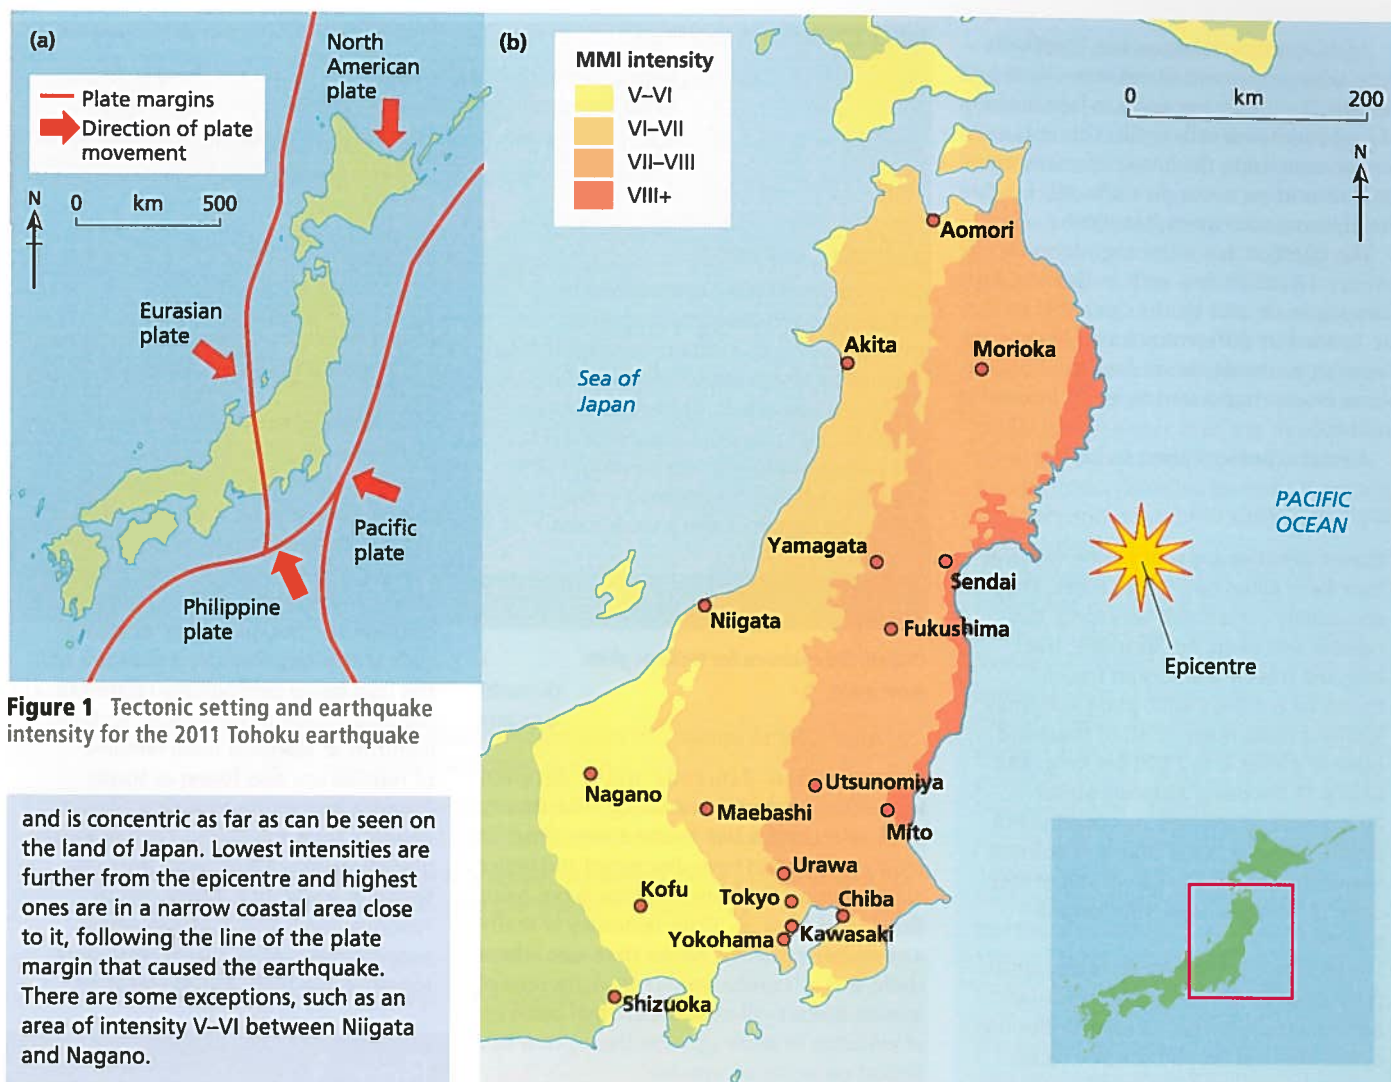 (a)
North
American
plate
Plate margins
Direction of plate
movement
N
0 km 500
Eurasian
plate
Pacific
plate
Philippine
plate
Figure 1 Tectonic setting and earthquake
intensity for the 2011 Tohoku earthquake
and is concentric as far as can be seen on
the land of Japan. Lowest intensities are
further from the epicentre and highest
ones are in a narrow coastal area close
to it, following the line of the plate
margin that caused the earthquake.
There are some exceptions, such as an
area of intensity V–VI between Niigata
and Nagano.
(b)
MMI intensity
V–VI
VI–VII
VII–VIII
VIII+
0 km 200
N
Aomori
Akita
Morioka
Sea of
Japan
PACIFIC
OCEAN
Yamagata
Sendai
Niigata
Fukushima
Epicentre
Nagano
Utsunomiya
Maebashi
Mito
Urawa
Kofu
Tokyo
Chiba
Kawasaki
Yokohama
Shizuoka